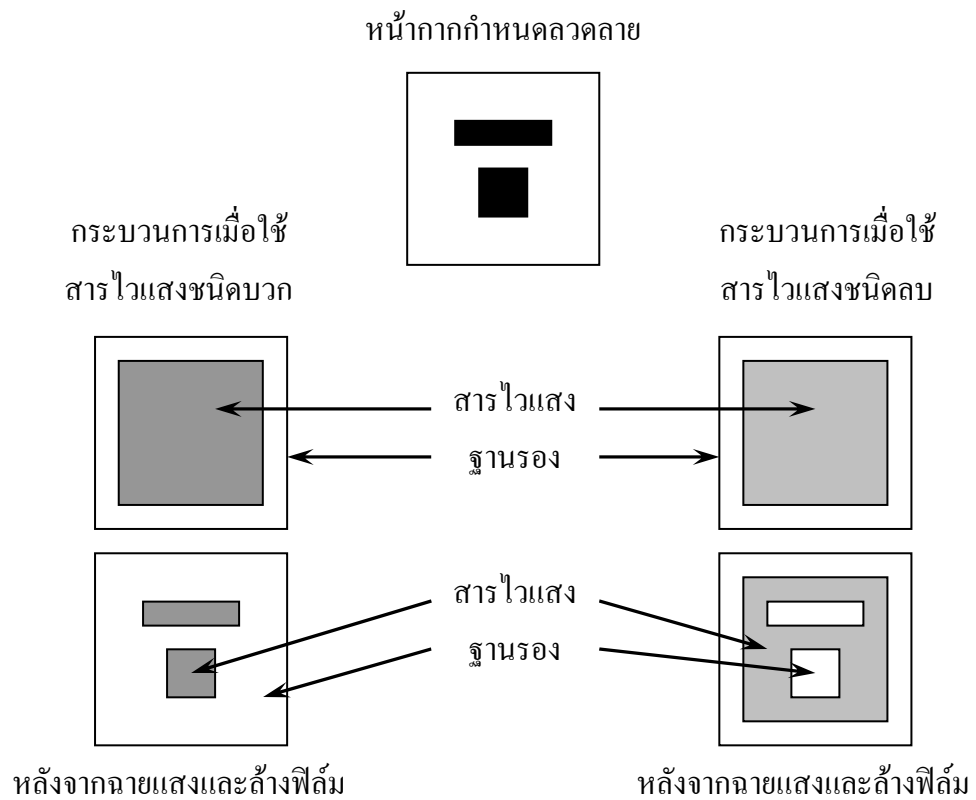 หน้ากากกำหนดลวดลาย
กระบวนการเมื่อใช้
สารไวแสงชนิดบวก
กระบวนการเมื่อใช้
สารไวแสงชนิดลบ
สารไวแสง
ฐานรอง
สารไวแสง
ฐานรอง
หลังจากฉายแสงและล้างฟิล์ม
หลังจากฉายแสงและล้างฟิล์ม